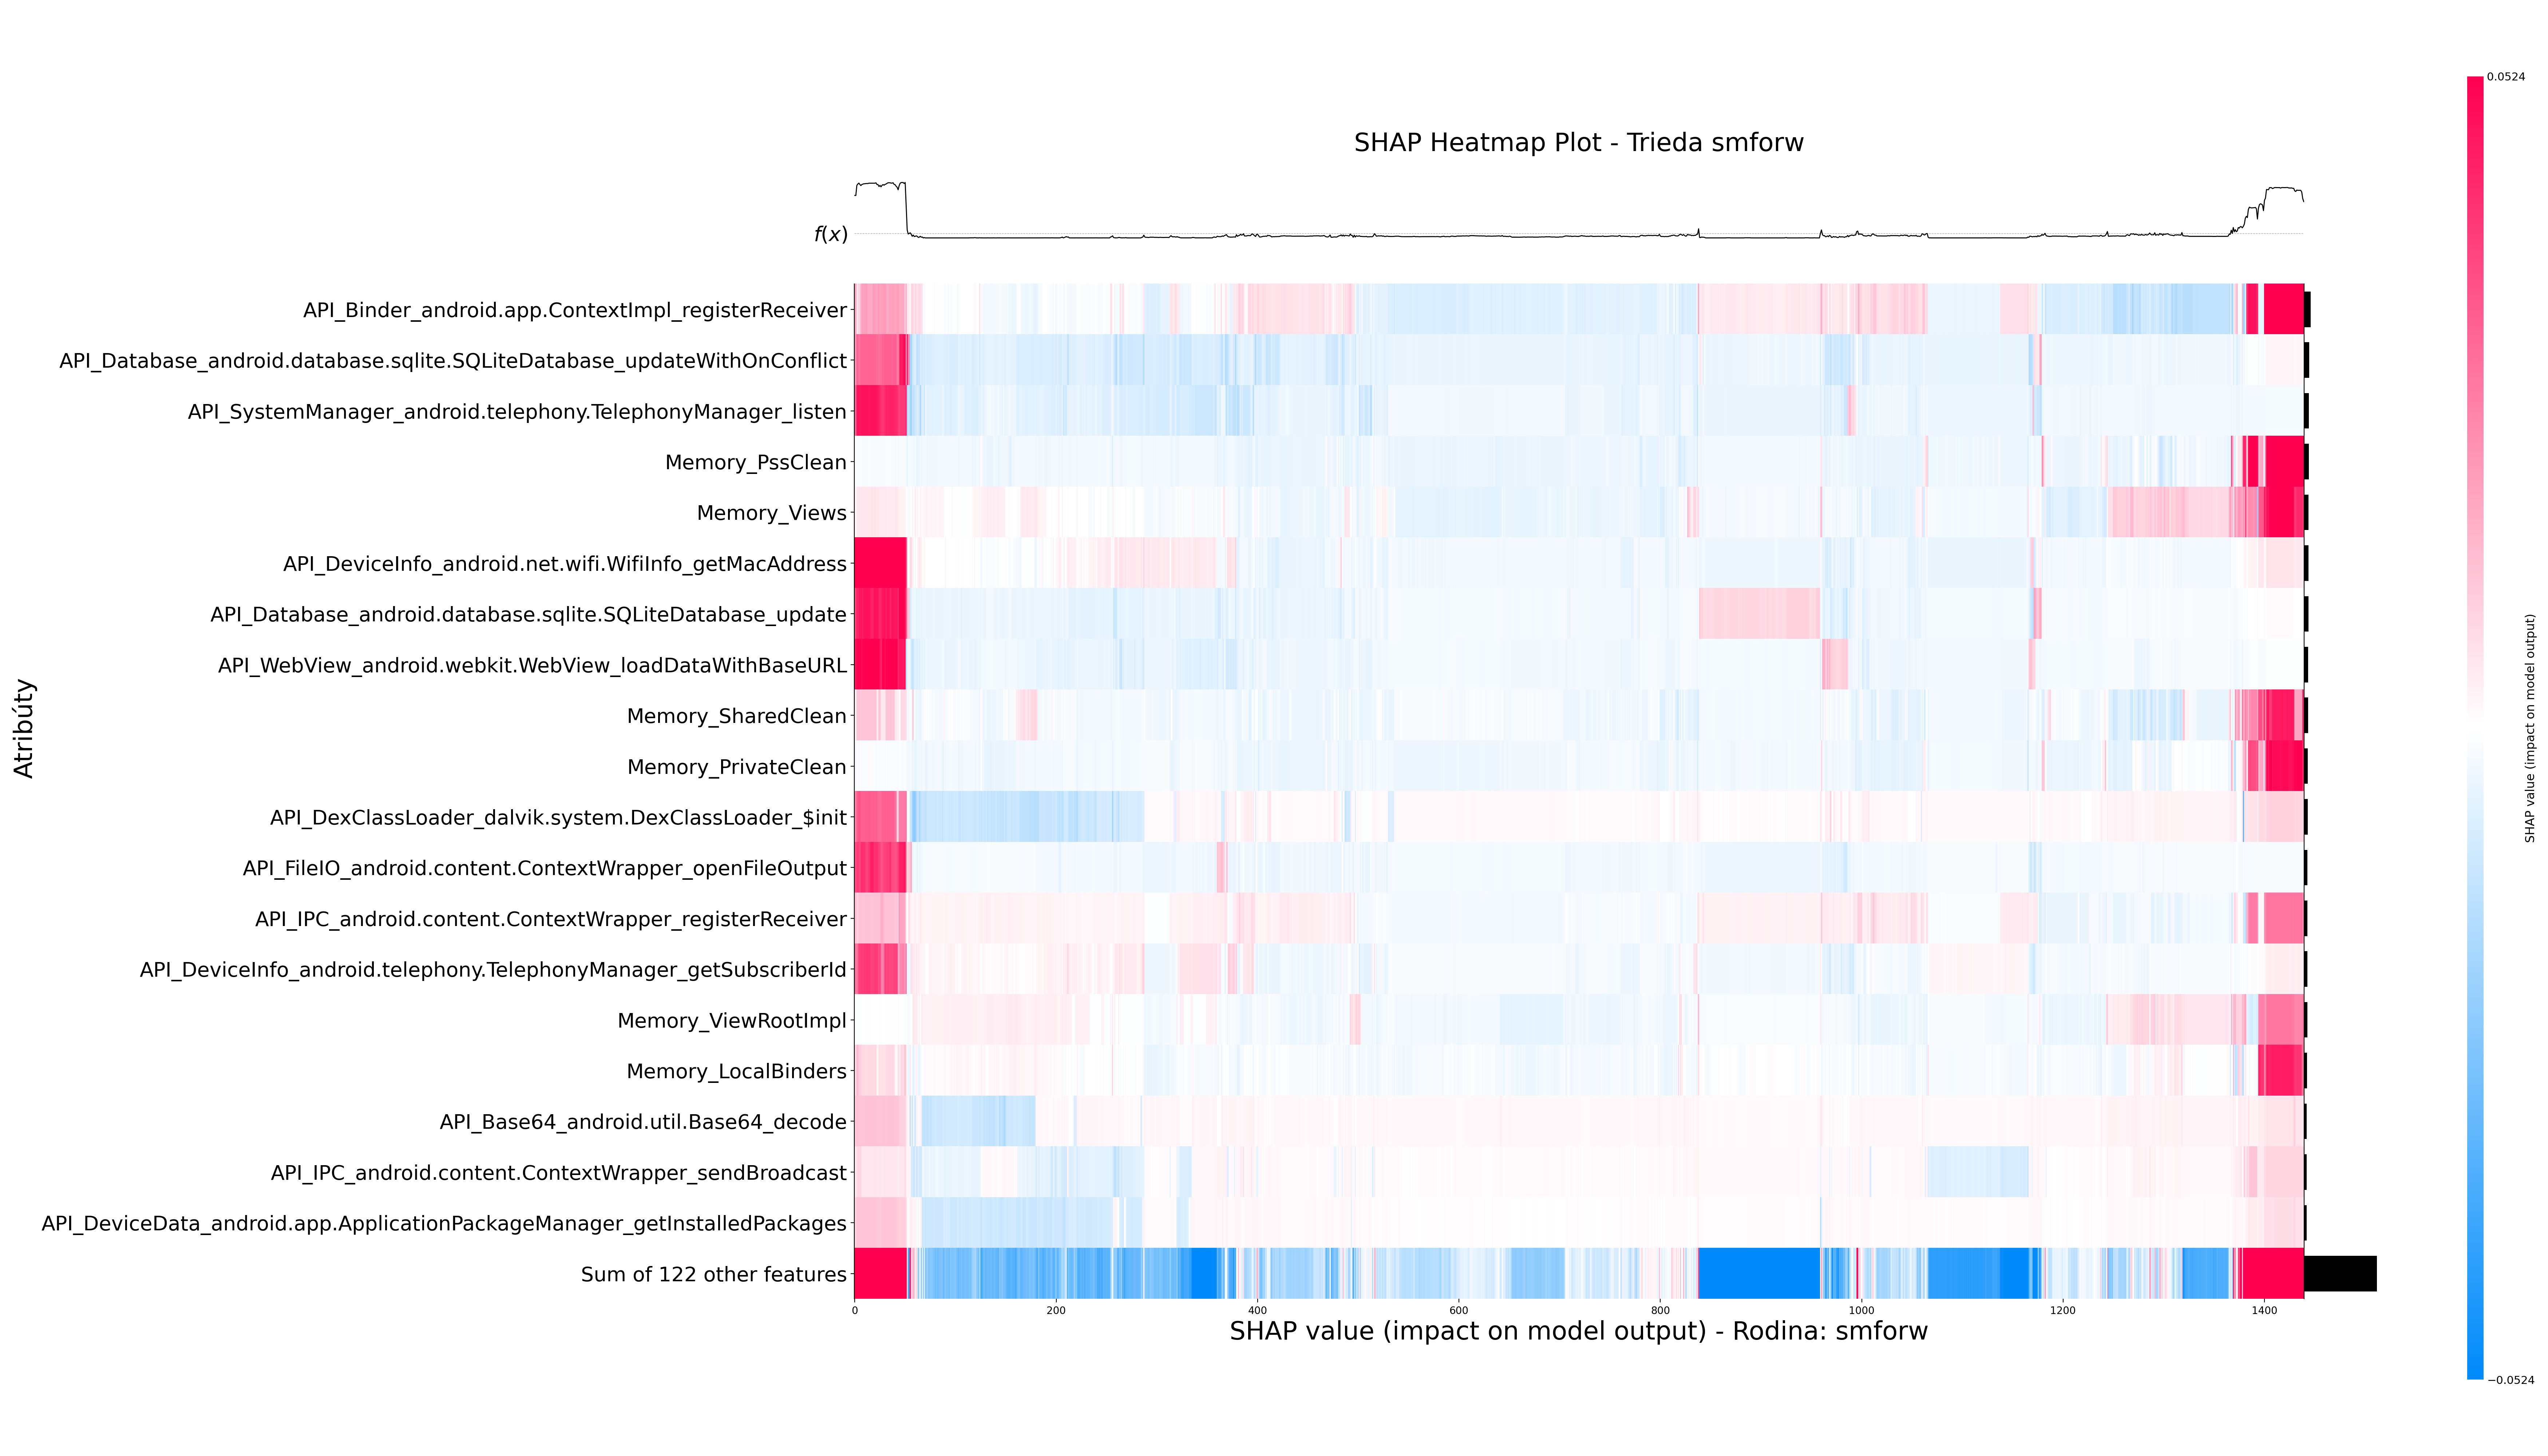 SHAP Heatmap Plot - Trieda smforw
f(x)
API_Binder_android.app.ContextImpl_registerReceiver
API_Database_android.database.sqlite.SQLiteDatabase_updateWithOnConflict
API_SystemManager_android.telephony.TelephonyManager_listen
Memory_PssClean
Memory_Views
API_DeviceInfo_android.net.wifi.WifiInfo_getMacAddress
API_Database_android.database.sqlite.SQLiteDatabase_update
API_WebView_android.webkit.WebView_loadDataWithBaseURL
Memory_SharedClean
Memory_PrivateClean
API_DexClassLoader_dalvik.system.DexClassLoader_$init
API_FileIO_android.content.ContextWrapper_openFileOutput
API_IPC_android.content.ContextWrapper_registerReceiver
API_DeviceInfo_android.telephony.TelephonyManager_getSubscriberId
Memory_ViewRootImpl
Memory_LocalBinders
API_Base64_android.util.Base64_decode
API_IPC_android.content.ContextWrapper_sendBroadcast
API_DeviceData_android.app.ApplicationPackageManager_getInstalledPackages
Sum of 122 other features
Atribúty
0 200 400 600 800 1000 1200 1400
SHAP value (impact on model output) - Rodina: smforw
0.0524
SHAP value (impact on model output)
−0.0524